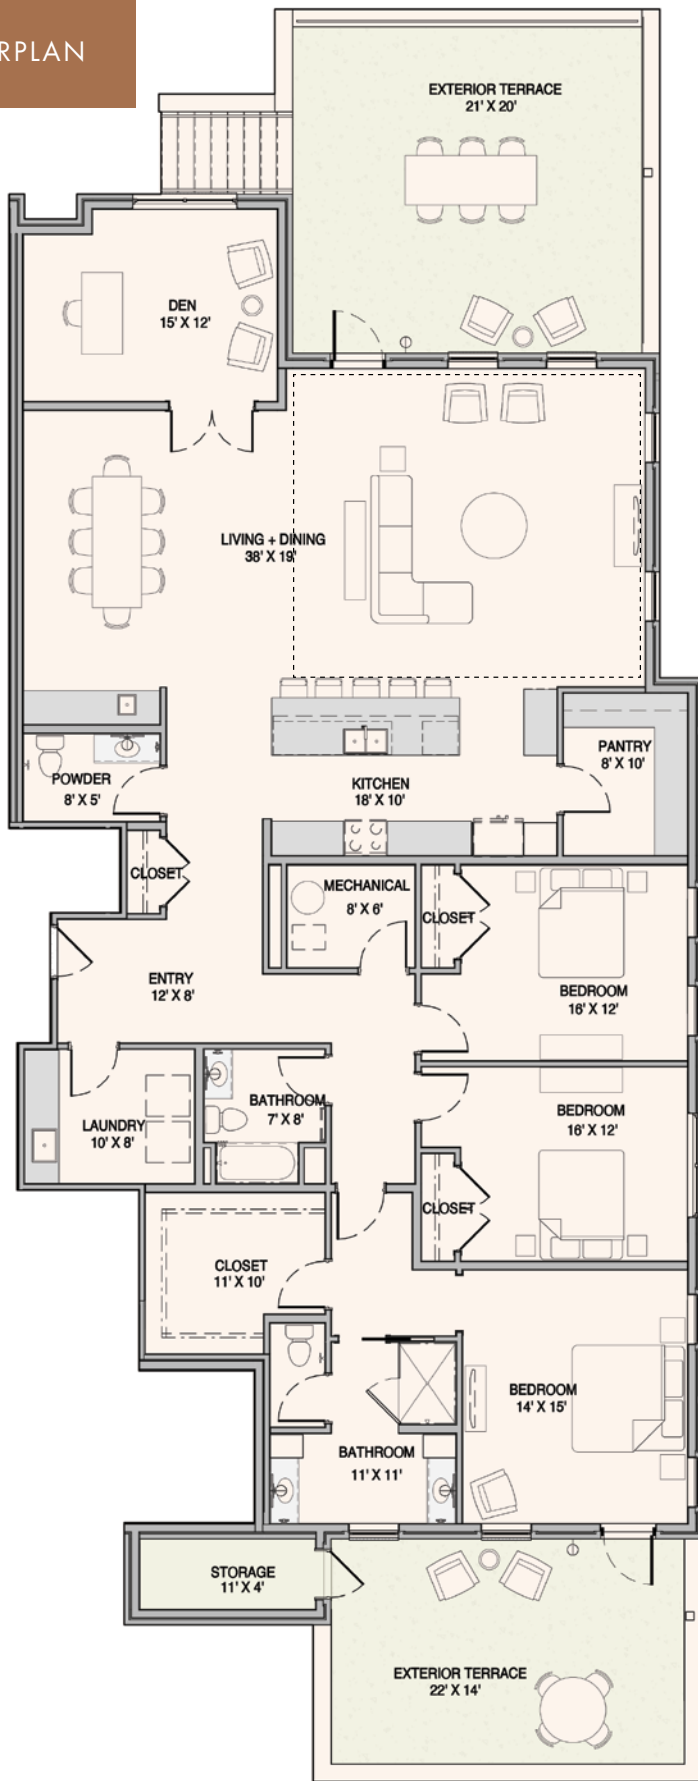 RPLAN
EXTERIOR TERRACE
21' X 20'
DEN
15' X 12'
LIVING + DINING
38' X 19'
PANTRY
8' X 10'
POWDER
8' X 5'
KITCHEN
18' X 10'
CLOSET
MECHANICAL
8' X 6'
CLOSET
ENTRY
12' X 8'
BEDROOM
16' X 12'
BATHROOM
7' X 8'
BEDROOM
16' X 12'
LAUNDRY
10' X 8'
CLOSET
CLOSET
11' X 10'
BEDROOM
14' X 15'
BATHROOM
11' X 11'
STORAGE
11' X 4'
EXTERIOR TERRACE
22' X 14'